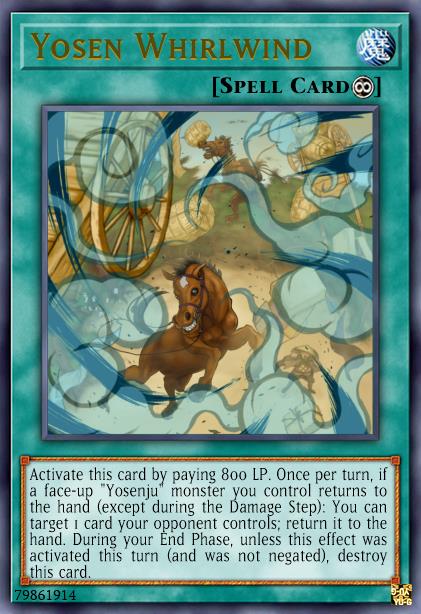 Yosen Whirlwind
[Spell Card ]
Activate this card by paying 800 LP. Once per turn, if
a face-up "Yosenju" monster you control returns to
the hand (except during the Damage Step): You can
target 1 card your opponent controls; return it to the
hand. During your End Phase, unless this effect was
activated this turn (and was not negated), destroy
this card.
79861914